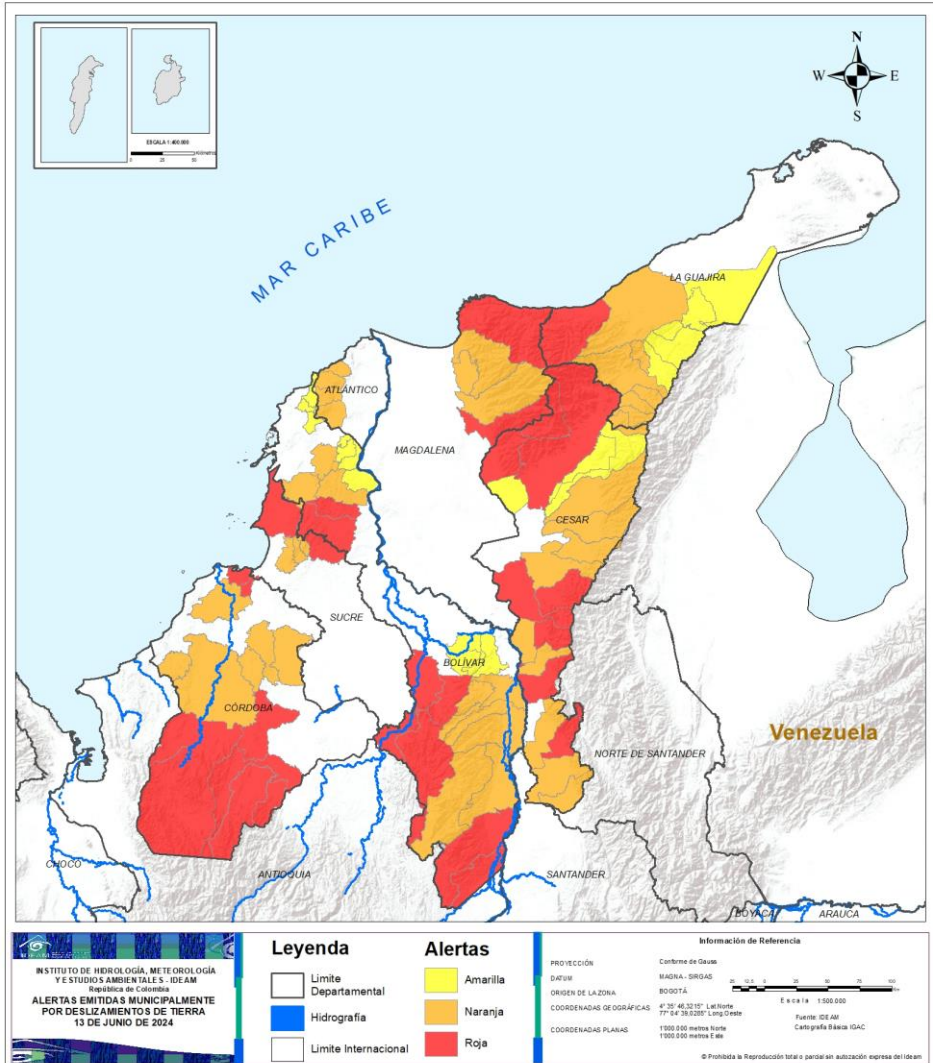 ESCALA 1:400.000
0 25 50
N
W E
S
MAR CARIBE
LA GUAJIRA
ATLÁNTICO
MAGDALENA
CESAR
SUCRE
BOLÍVAR
CÓRDOBA
NORTE DE SANTANDER
Venezuela
CHOCO
ANTIOQUIA
SANTANDER
BOYACÁ
ARAUCA
INSTITUTO DE HIDROLOGÍA, METEOROLOGÍA
Y ESTUDIOS AMBIENTALES - IDEAM
República de Colombia
ALERTAS EMITIDAS MUNICIPALMENTE
POR DESLIZAMIENTOS DE TIERRA
13 DE JUNIO DE 2024
Leyenda
Limite
Departamental
Hidrografía
Limite Internacional
Alertas
Amarilla
Naranja
Roja
Información de Referencia
PROYECCIÓN Conforme de Gauss
DATUM MAGNA - SIRGAS
ORIGEN DE LA ZONA BOGOTÁ
COORDENADAS GEOGRÁFICAS 4° 35' 46,3215" Lat.Norte
77° 04' 39,0285" Long.Oeste
COORDENADAS PLANAS 1'000.000 metros Norte
1'000.000 metros Este
Escala 1:500.000
Fuente: IDEAM
Cartografía Básica IGAC
© Prohibida la Reproducción total o parcial sin autorización expresa del Ideam